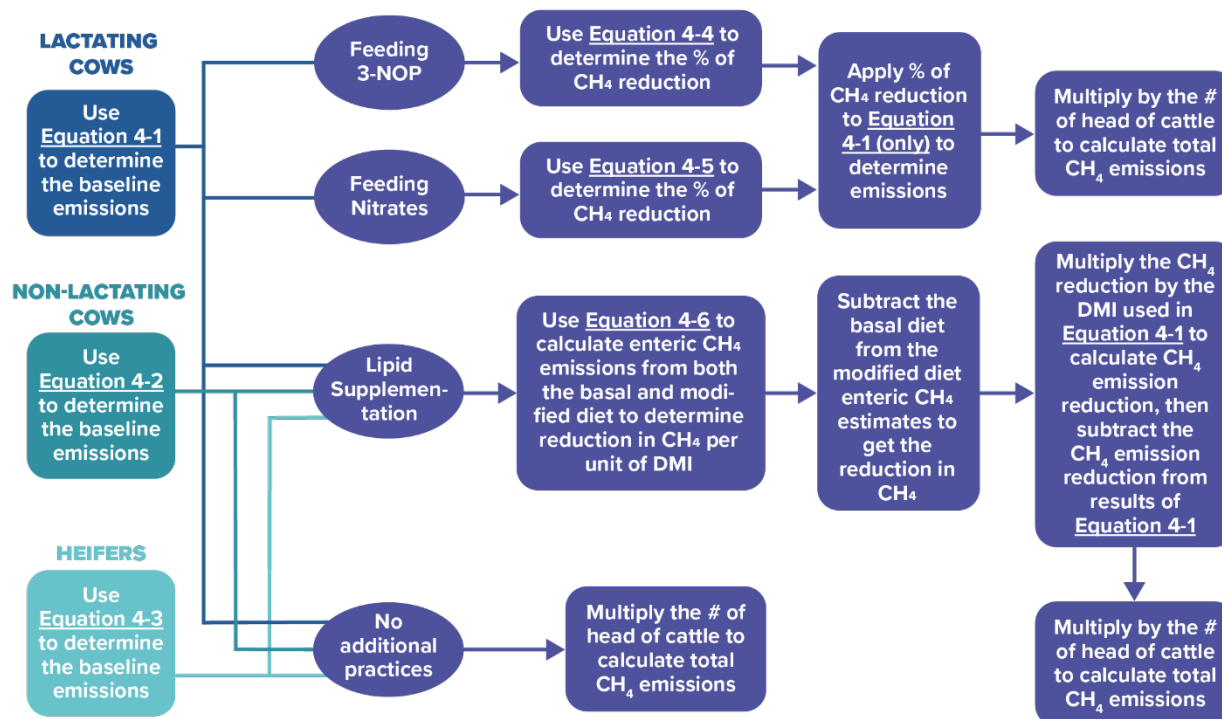 LACTATING
COWS
Use
Equation 4-1
to determine
the baseline
emissions
Feeding
3-NOP
Use Equation 4-4 to
determine the % of
CH₄ reduction
Feeding
Nitrates
Use Equation 4-5 to
determine the % of
CH₄ reduction
Apply % of
CH₄ reduction
to Equation
4-1 (only) to
determine
emissions
Multiply by the #
of head of cattle
to calculate total
CH₄ emissions
NON-LACTATING
COWS
Use
Equation 4-2
to determine
the baseline
emissions
Lipid
Supplemen-
tation
Use Equation 4-6 to
calculate enteric CH₄
emissions from both
the basal and modi-
fied diet to determine
reduction in CH₄ per
unit of DMI
Subtract the
basal diet
from the
modified diet
enteric CH₄
estimates to
get the
reduction in
CH₄
Multiply the CH₄
reduction by the
DMI used in
Equation 4-1 to
calculate CH₄
emission
reduction, then
subtract the
CH₄ emission
reduction from
results of
Equation 4-1
Multiply by the #
of head of cattle
to calculate total
CH₄ emissions
HEIFERS
Use
Equation 4-3
to determine
the baseline
emissions
No
additional
practices
Multiply the # of
head of cattle to
calculate total
CH₄ emissions